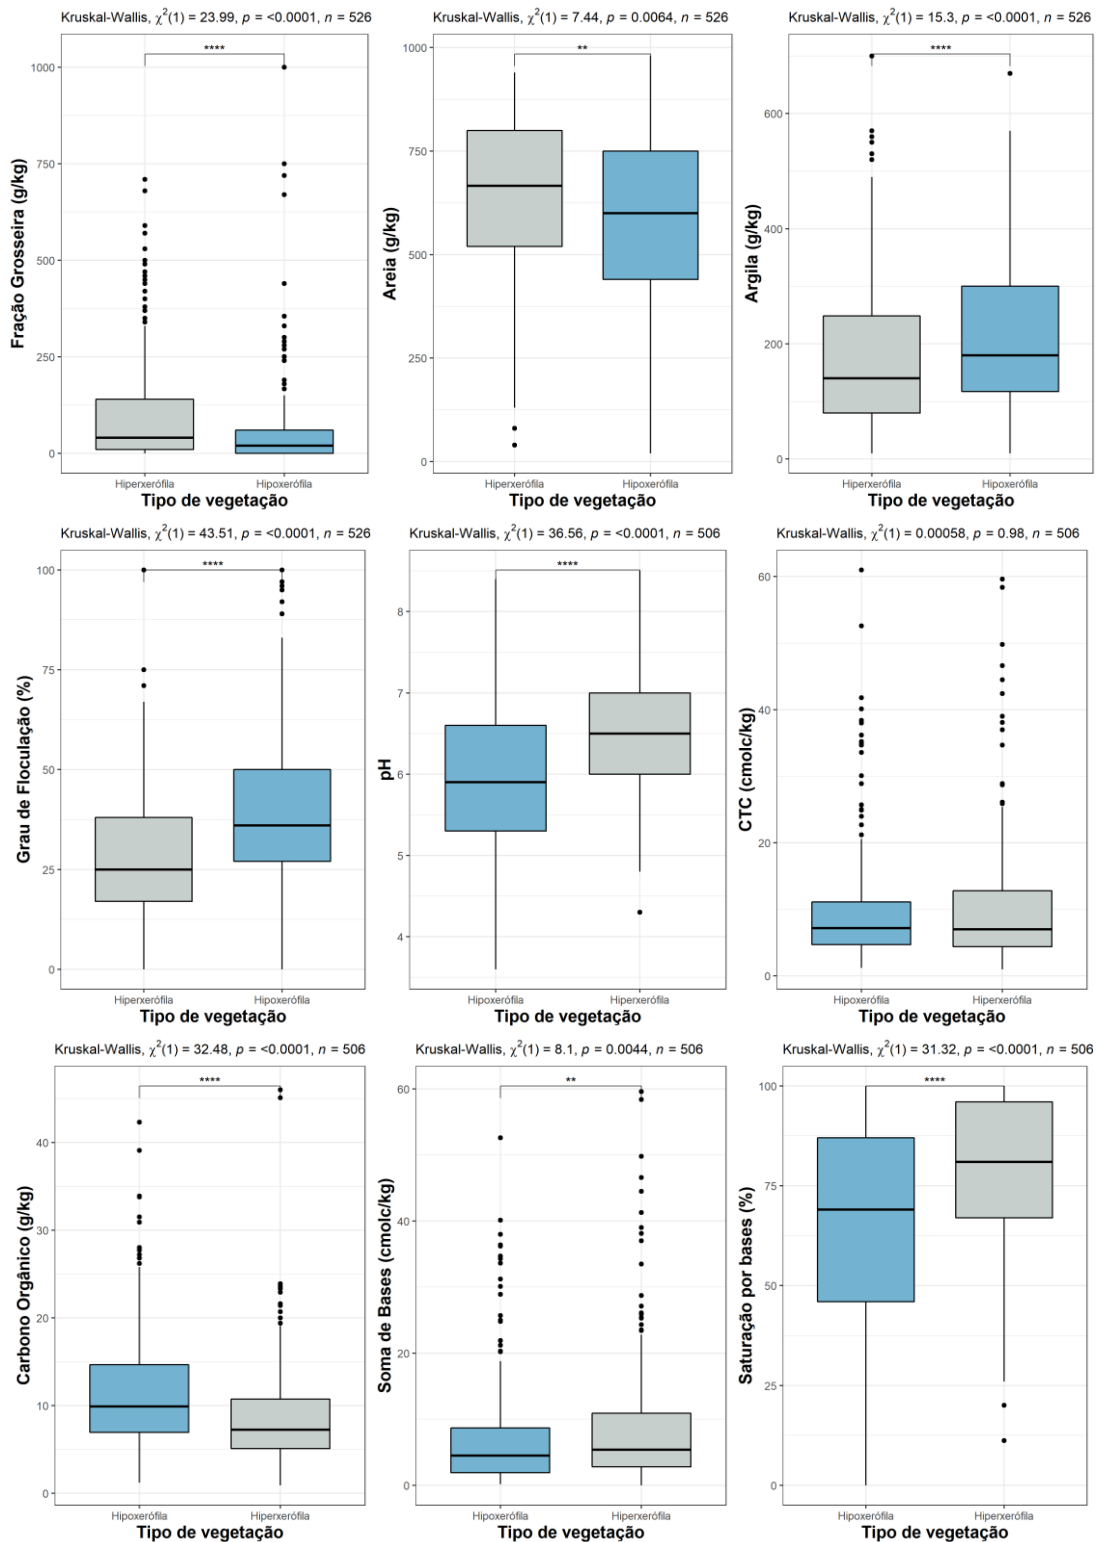 Kruskal-Wallis, χ²(1) = 23.99, p = <0.0001, n = 526
****
Fração Grosseira (g/kg)
1000
750
500
250
0
Hiperxerófila Hipoxerófila
Tipo de vegetação
Kruskal-Wallis, χ²(1) = 7.44, p = 0.0064, n = 526
**
Areia (g/kg)
1000
750
500
250
0
Hiperxerófila Hipoxerófila
Tipo de vegetação
Kruskal-Wallis, χ²(1) = 15.3, p = <0.0001, n = 526
****
Argila (g/kg)
600
400
200
0
Hiperxerófila Hipoxerófila
Tipo de vegetação
Kruskal-Wallis, χ²(1) = 43.51, p = <0.0001, n = 526
****
Grau de Floculação (%)
100
75
50
25
0
Hiperxerófila Hipoxerófila
Tipo de vegetação
Kruskal-Wallis, χ²(1) = 36.56, p = <0.0001, n = 506
****
pH
8
7
6
5
4
Hipoxerófila Hiperxerófila
Tipo de vegetação
Kruskal-Wallis, χ²(1) = 0.00058, p = 0.98, n = 506
CTC (cmolc/kg)
60
40
20
0
Hipoxerófila Hiperxerófila
Tipo de vegetação
Kruskal-Wallis, χ²(1) = 32.48, p = <0.0001, n = 506
****
Carbono Orgânico (g/kg)
40
30
20
10
0
Hipoxerófila Hiperxerófila
Tipo de vegetação
Kruskal-Wallis, χ²(1) = 8.1, p = 0.0044, n = 506
**
Soma de Bases (cmolc/kg)
60
40
20
0
Hipoxerófila Hiperxerófila
Tipo de vegetação
Kruskal-Wallis, χ²(1) = 31.32, p = <0.0001, n = 506
****
Saturação por bases (%)
100
75
50
25
0
Hipoxerófila Hiperxerófila
Tipo de vegetação